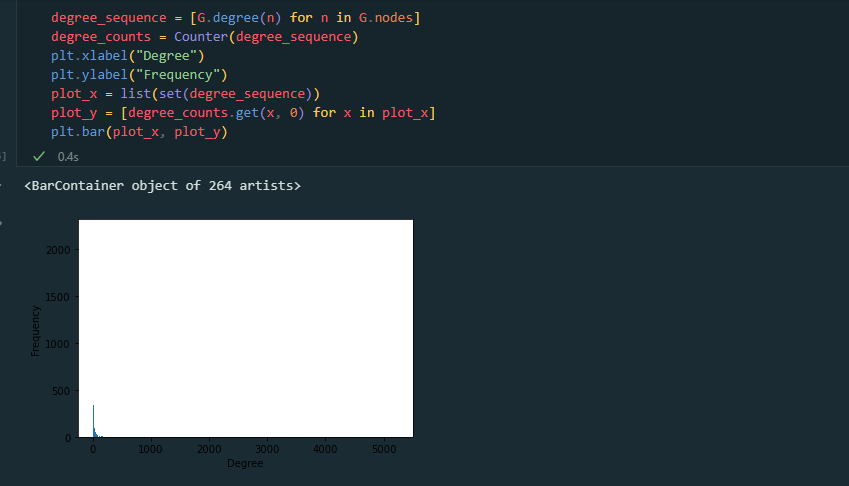 degree_sequence = [G.degree(n) for n in G.nodes]
degree_counts = Counter(degree_sequence)
plt.xlabel("Degree")
plt.ylabel("Frequency")
plot_x = list(set(degree_sequence))
plot_y = [degree_counts.get(x, 0) for x in plot_x]
plt.bar(plot_x, plot_y)
]
0.4s
<BarContainer object of 264 artists>
2000
1500
1000
500
0
Frequency
0 1000 2000 3000 4000 5000
Degree